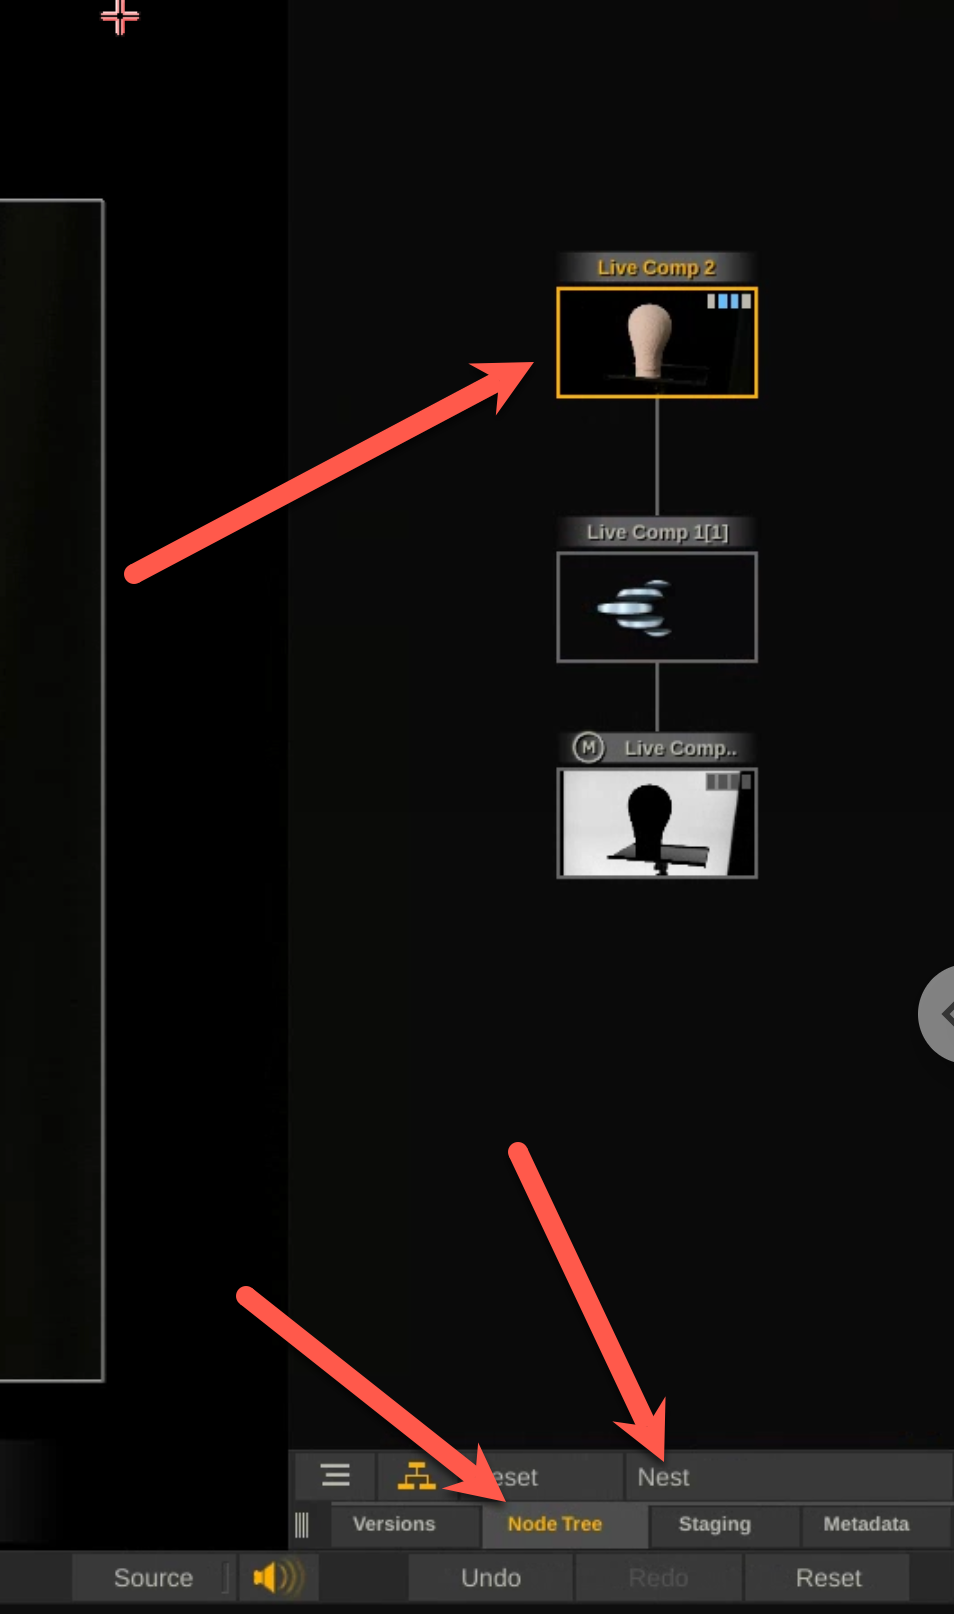 Live Comp 2
Live Comp 1[1]
M Live Comp..
eset Nest
Versions Node Tree Staging Metadata
Source Undo Redo Reset